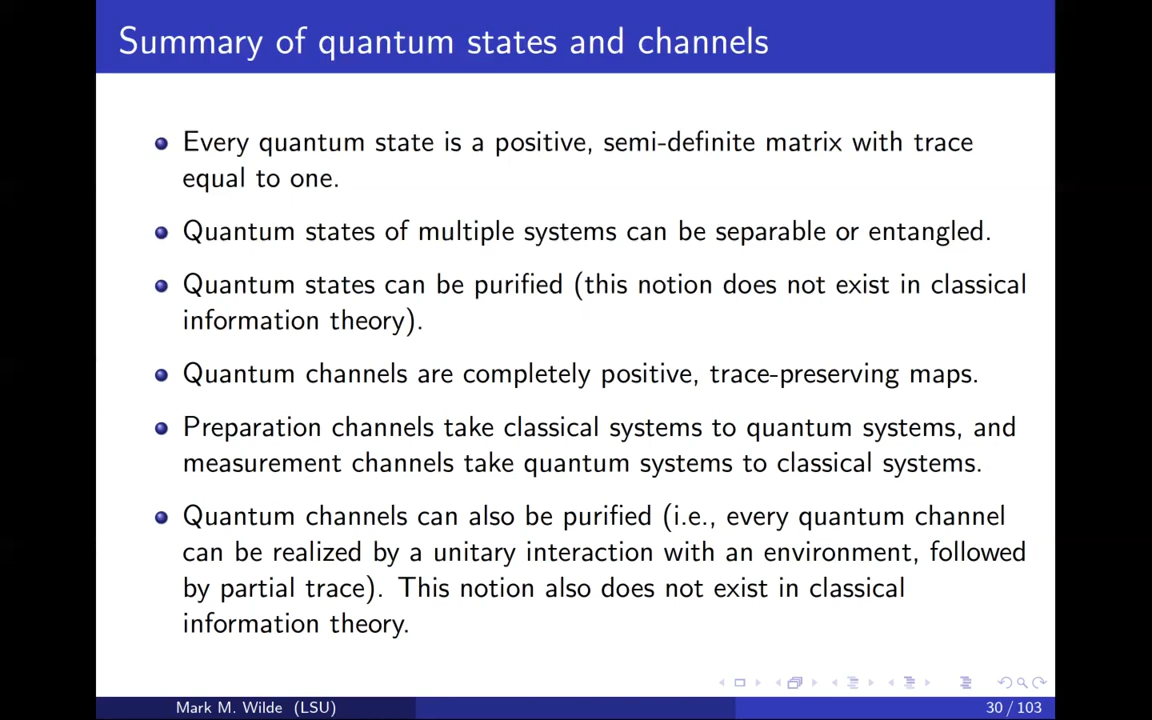 Summary of quantum states and channels
Every quantum state is a positive, semi-definite matrix with trace
equal to one.
Quantum states of multiple systems can be separable or entangled.
Quantum states can be purified (this notion does not exist in classical
information theory).
Quantum channels are completely positive, trace-preserving maps.
Preparation channels take classical systems to quantum systems, and
measurement channels take quantum systems to classical systems.
Quantum channels can also be purified (i.e., every quantum channel
can be realized by a unitary interaction with an environment, followed
by partial trace). This notion also does not exist in classical
information theory.
Mark M. Wilde (LSU)
30 / 103